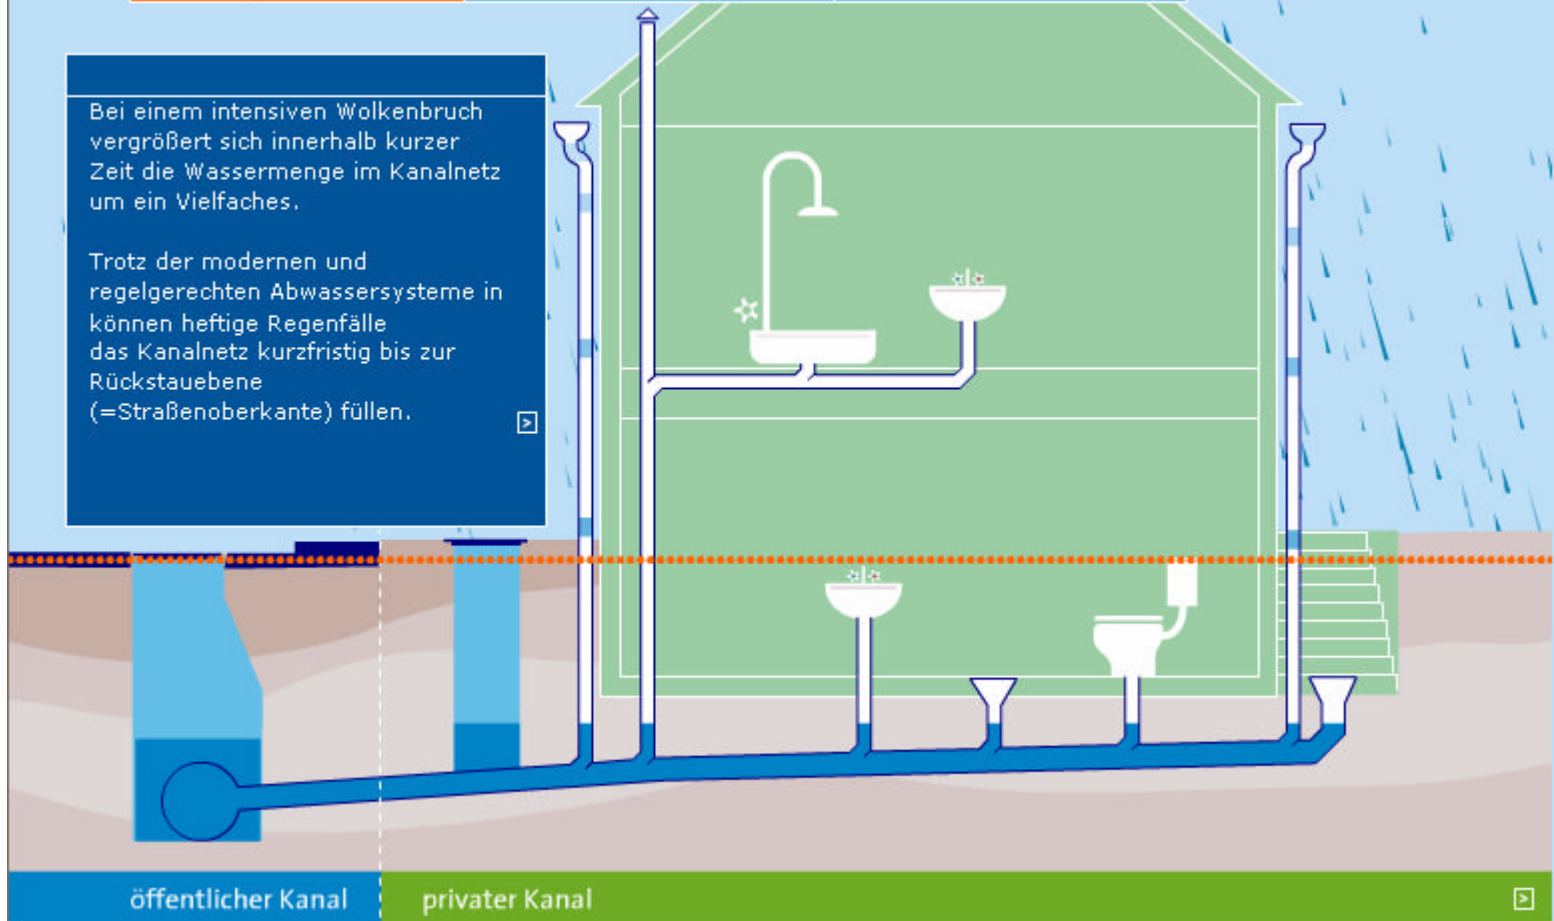 Bei einem intensiven Wolkenbruch
vergrößert sich innerhalb kurzer
Zeit die Wassermenge im Kanalnetz
um ein Vielfaches.
Trotz der modernen und
regelgerechten Abwassersysteme in
können heftige Regenfälle
das Kanalnetz kurzfristig bis zur
Rückstauebene
(=Straßenoberkante) füllen.
öffentlicher Kanal
privater Kanal